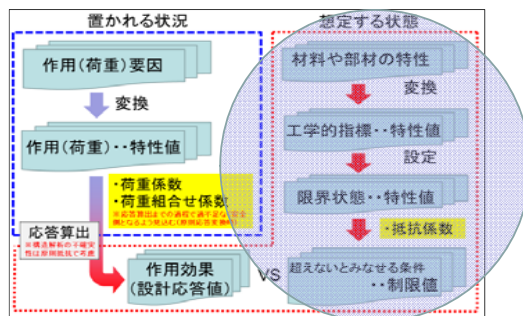 置かれる状況
想定する状態
作用(荷重)要因
変換
作用(荷重)・・特性値
・荷重係数
・荷重組合せ係数
応答算出
作用効果
(設計応答値)
VS
材料や部材の特性
変換
工学的指標・・特性値
設定
限界状態・・特性値
・抵抗係数
超えないとみなせる条件
・・制限値